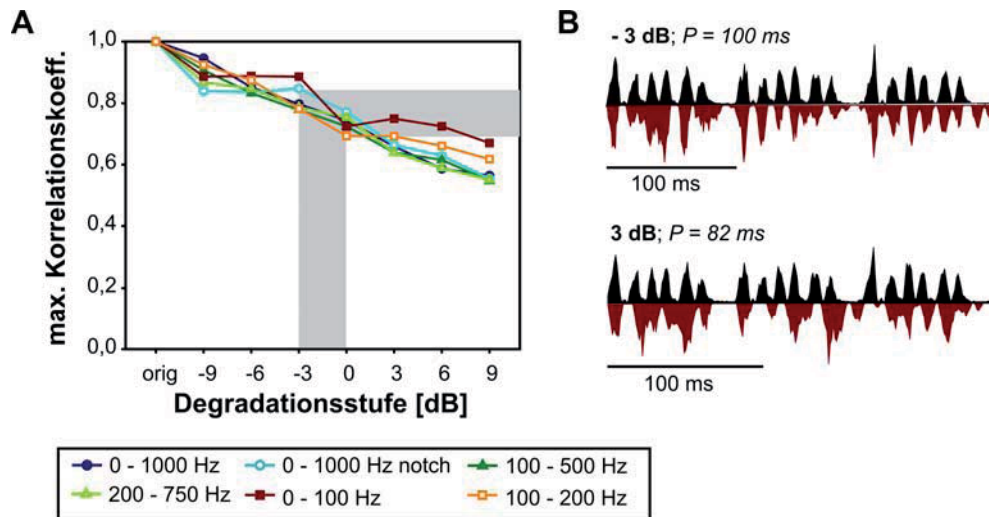 A
max. Korrelationskoeff.
1,0
0,8
0,6
0,4
0,2
0,0
orig -9 -6 -3 0 3 6 9
Degradationsstufe [dB]
0 - 1000 Hz 0 - 1000 Hz notch 100 - 500 Hz
200 - 750 Hz 0 - 100 Hz 100 - 200 Hz
B
- 3 dB; P = 100 ms
100 ms
3 dB; P = 82 ms
100 ms